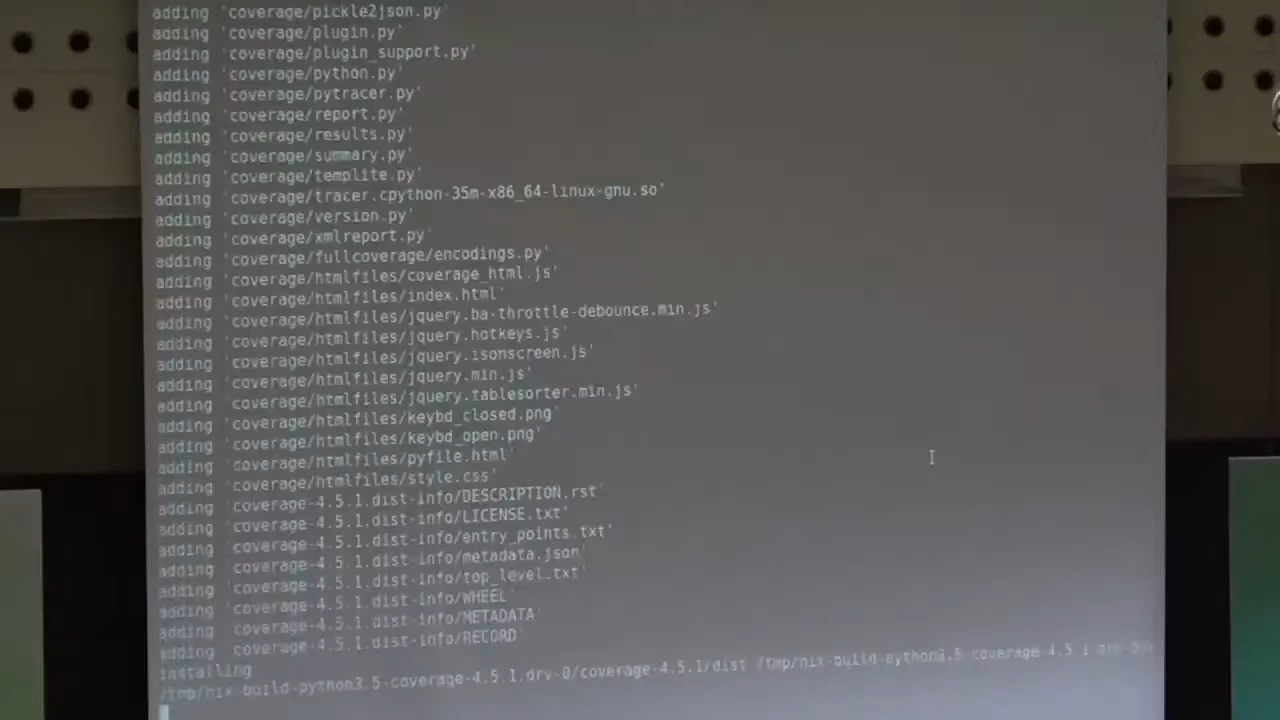 adding 'coverage/pickle2json.py'
adding 'coverage/plugin.py'
adding 'coverage/plugin_support.py'
adding 'coverage/python.py'
adding 'coverage/pytracer.py'
adding 'coverage/report.py'
adding 'coverage/results.py'
adding 'coverage/summary.py'
adding 'coverage/templite.py'
adding 'coverage/tracer.cpython-35m-x86_64-linux-gnu.so'
adding 'coverage/version.py'
adding 'coverage/xmlreport.py'
adding 'coverage/fullcoverage/encodings.py'
adding 'coverage/htmlfiles/coverage_html.js'
adding 'coverage/htmlfiles/index.html'
adding 'coverage/htmlfiles/jquery.ba-throttle-debounce.min.js'
adding 'coverage/htmlfiles/jquery.hotkeys.js'
adding 'coverage/htmlfiles/jquery.isonscreen.js'
adding 'coverage/htmlfiles/jquery.min.js'
adding 'coverage/htmlfiles/jquery.tablesorter.min.js'
adding 'coverage/htmlfiles/keybd_closed.png'
adding 'coverage/htmlfiles/keybd_open.png'
adding 'coverage/htmlfiles/pyfile.html'
adding 'coverage/htmlfiles/style.css'
adding 'coverage-4.5.1.dist-info/DESCRIPTION.rst'
adding 'coverage-4.5.1.dist-info/LICENSE.txt'
adding 'coverage-4.5.1.dist-info/entry_points.txt'
adding 'coverage-4.5.1.dist-info/metadata.json'
adding 'coverage-4.5.1.dist-info/top_level.txt'
adding 'coverage-4.5.1.dist-info/WHEEL'
adding 'coverage-4.5.1.dist-info/METADATA'
adding 'coverage-4.5.1.dist-info/RECORD'
installing
/tmp/nix-build-python3.5-coverage-4.5.1.drv-0/coverage-4.5.1/dist